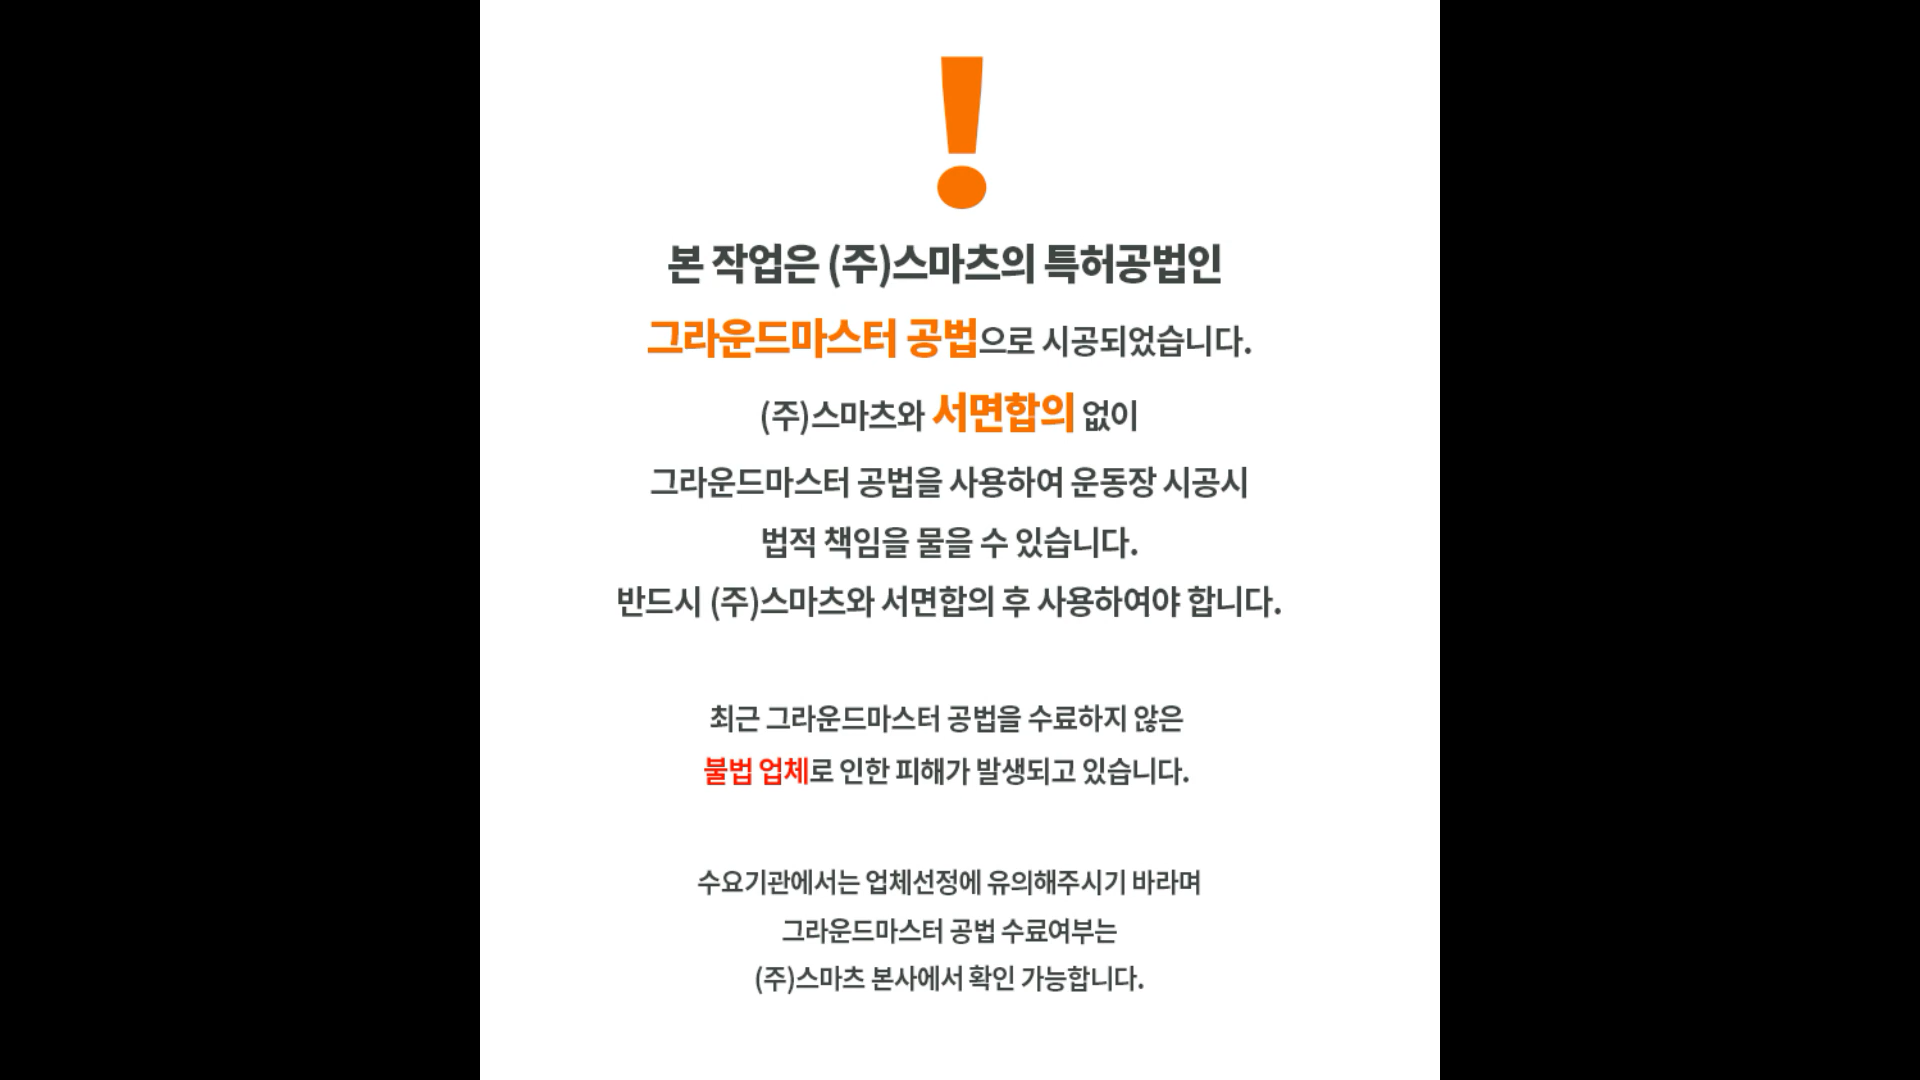 본 작업은 (주)스마츠의 특허공법인
그라운드마스터 공법으로 시공되었습니다.
(주)스마츠와 서면합의 없이
그라운드마스터 공법을 사용하여 운동장 시공시
법적 책임을 물을 수 있습니다.
반드시 (주)스마츠와 서면합의 후 사용하여야 합니다.
최근 그라운드마스터 공법을 수료하지 않은
불법 업체로 인한 피해가 발생되고 있습니다.
수요기관에서는 업체선정에 유의해주시기 바라며
그라운드마스터 공법 수료여부는
(주)스마츠 본사에서 확인 가능합니다.